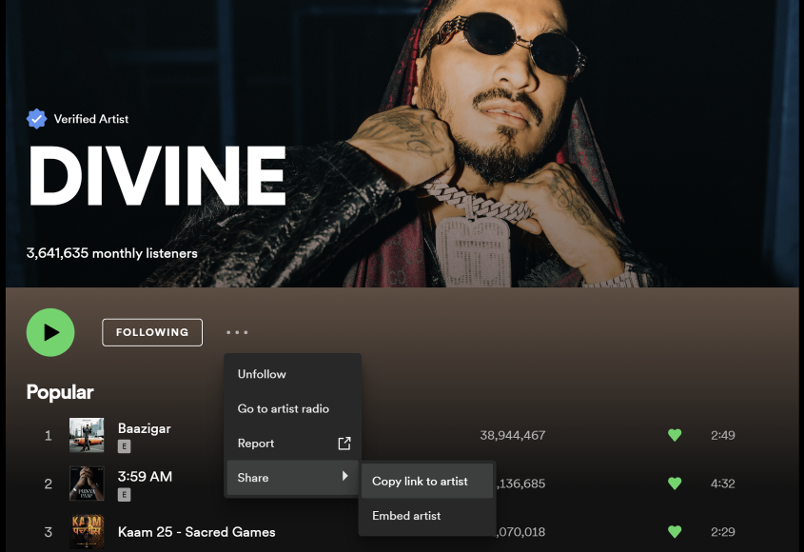 Verified Artist
DIVINE
3,641,635 monthly listeners
FOLLOWING
Unfollow
Go to artist radio
Report
Share
Copy link to artist
Embed artist
Popular
1 Baazigar 38,944,467 2:49
E
2 3:59 AM ,136,685 4:32
E
3 Kaam 25 - Sacred Games ,070,018 2:29